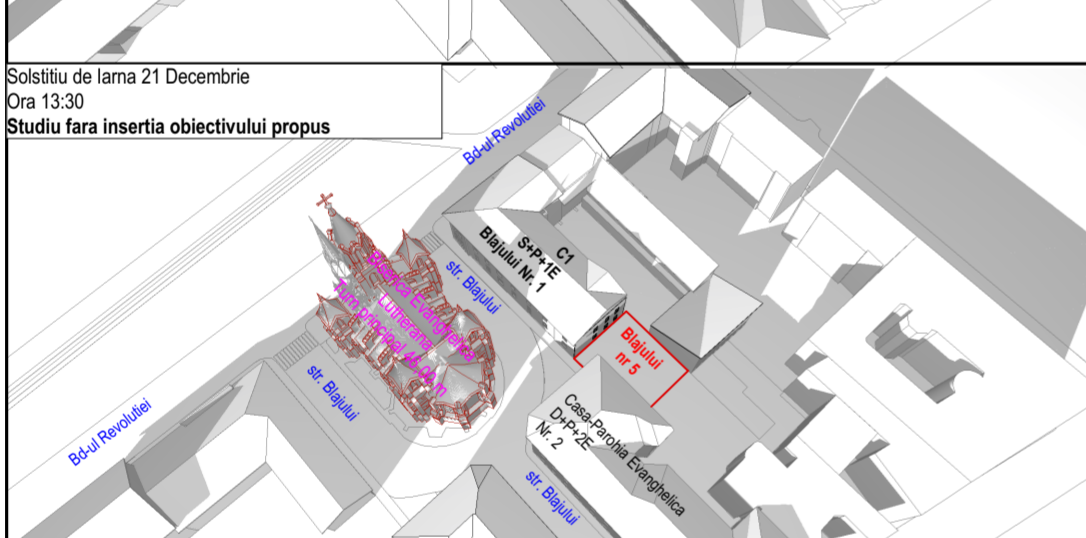 Solstitiu de Iarna 21 Decembrie
Ora 13:30
Studiu fara insertia obiectivului propus
Bd-ul Revolutiei
C1
S+P+1E
Blajului Nr. 1
str. Blajului
Biserica Evanghelica
Lutherana
Turn principal 46.00 m
Blajului
nr 5
str. Blajului
Bd-ul Revolutiei
Casa-Parohia Evanghelica
D+P+2E
Nr. 2
str. Blajului